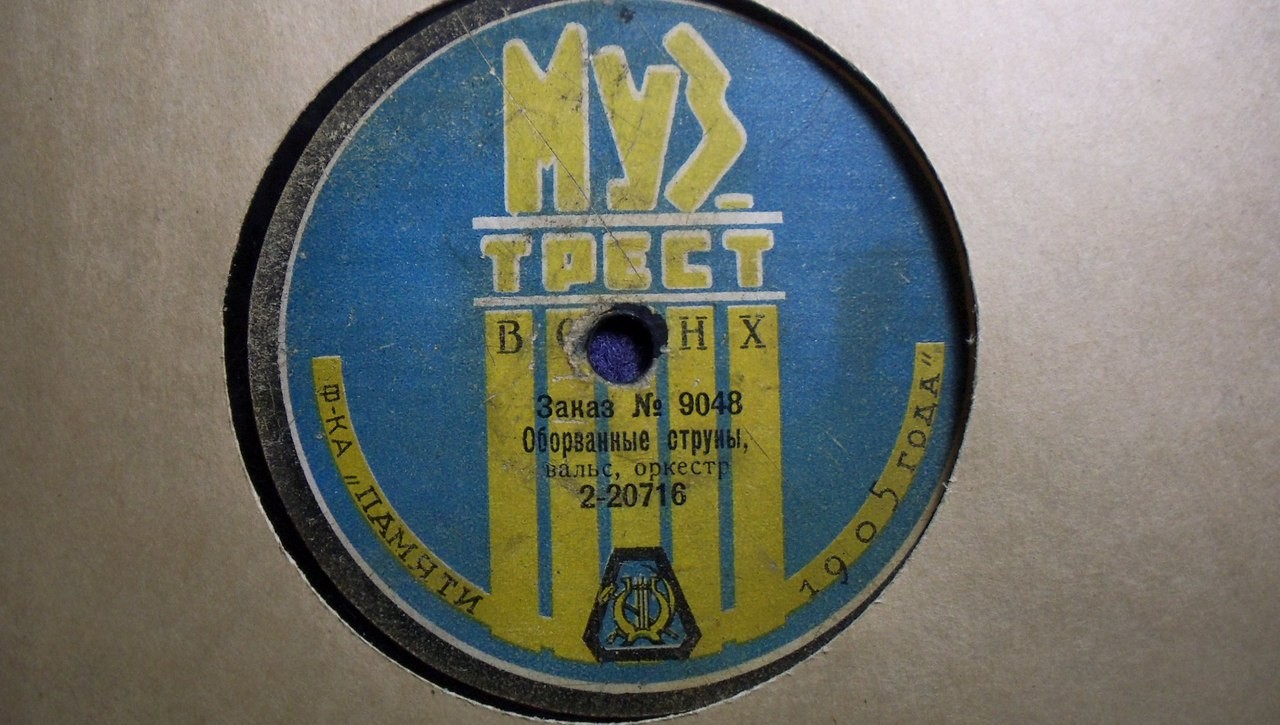 МУЗ.
ТРЕСТ
В С Н Х
Заказ № 9048
Оборванные струны,
вальс, оркестр
2-20716
Ф-КА „ПАМЯТИ 1905 ГОДА"